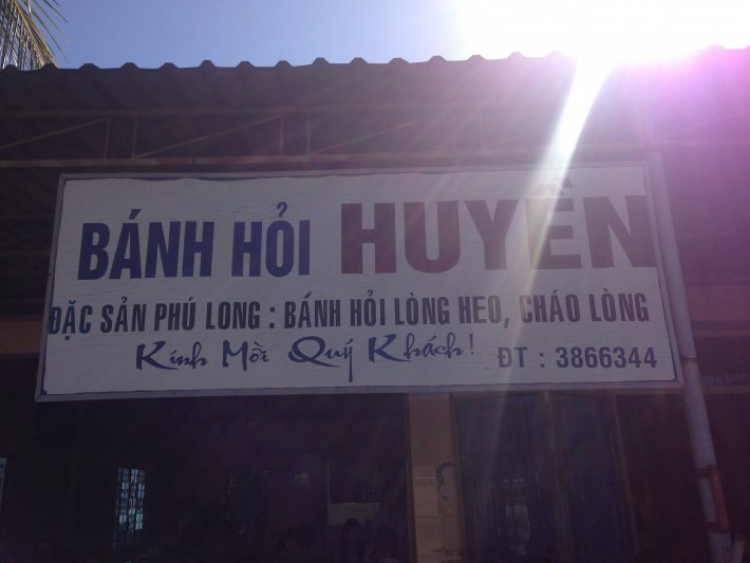 BÁNH HỎI HUYỀN
ĐẶC SẢN PHÚ LONG : BÁNH HỎI LÒNG HEO, CHÁO LÒNG
Kính Mời Quý Khách! ĐT : 3866344